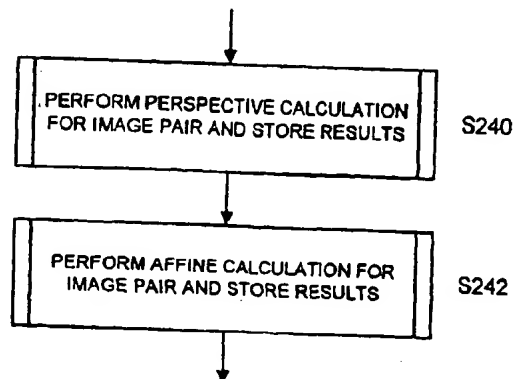 PERFORM PERSPECTIVE CALCULATION
FOR IMAGE PAIR AND STORE RESULTS
S240
PERFORM AFFINE CALCULATION FOR
IMAGE PAIR AND STORE RESULTS
S242